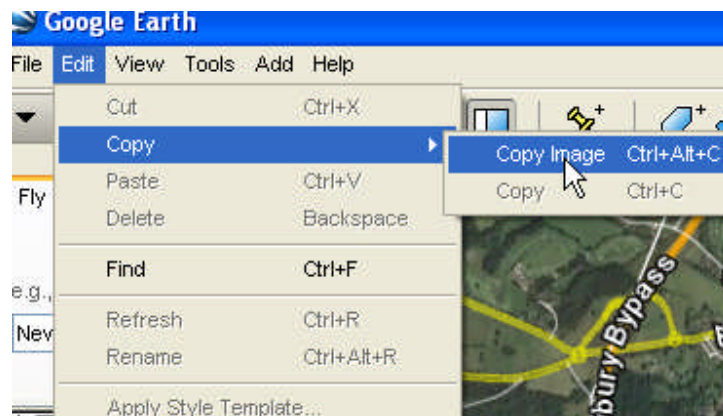 Google Earth
File Edit View Tools Add Help
Cut Ctrl+X
Copy
Copy Image Ctrl+Alt+C
Paste Ctrl+V
Copy Ctrl+C
Fly
Delete Backspace
Find Ctrl+F
e.g.,
Refresh Ctrl+R
Nev
Rename Ctrl+Alt+R
Apply Style Template...
bury Bypass